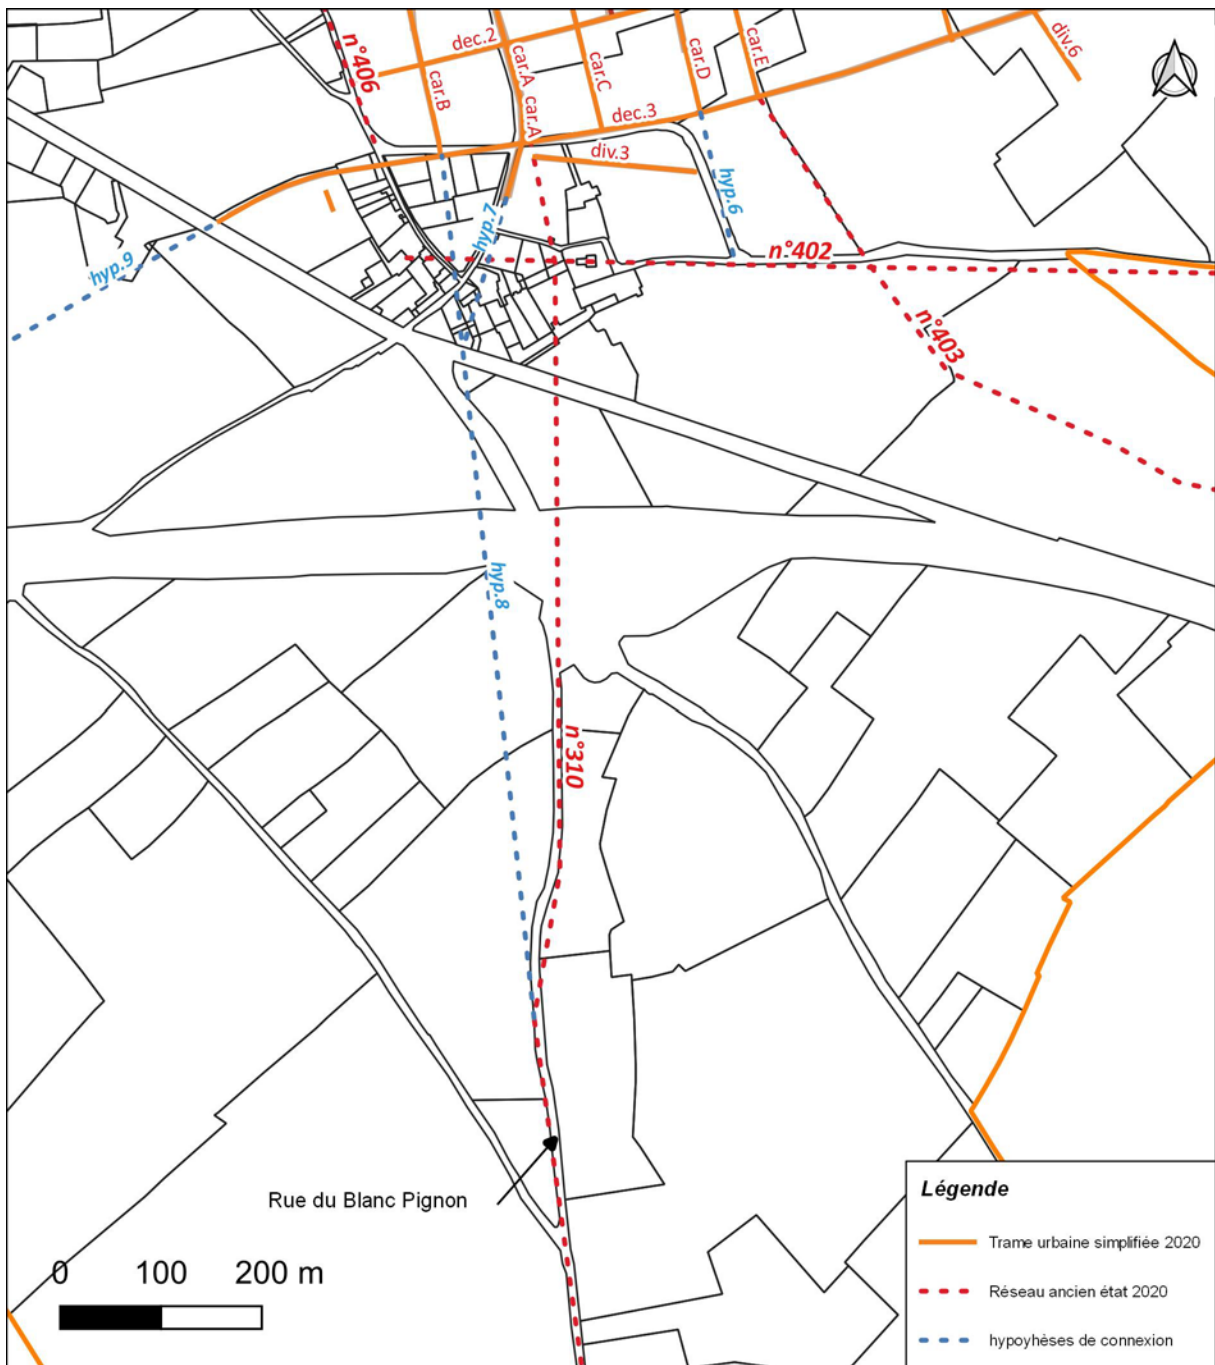 n°406
dec.2
car.B
car.A
car.A
car.C
car.D
car.E
div.6
dec.3
div.3
hyp.6
hyp.7
hyp.9
n°402
n°403
hyp.8
n°310
Rue du Blanc Pignon
0 100 200 m
Légende
Trame urbaine simplifiée 2020
Réseau ancien état 2020
hypoyhèses de connexion